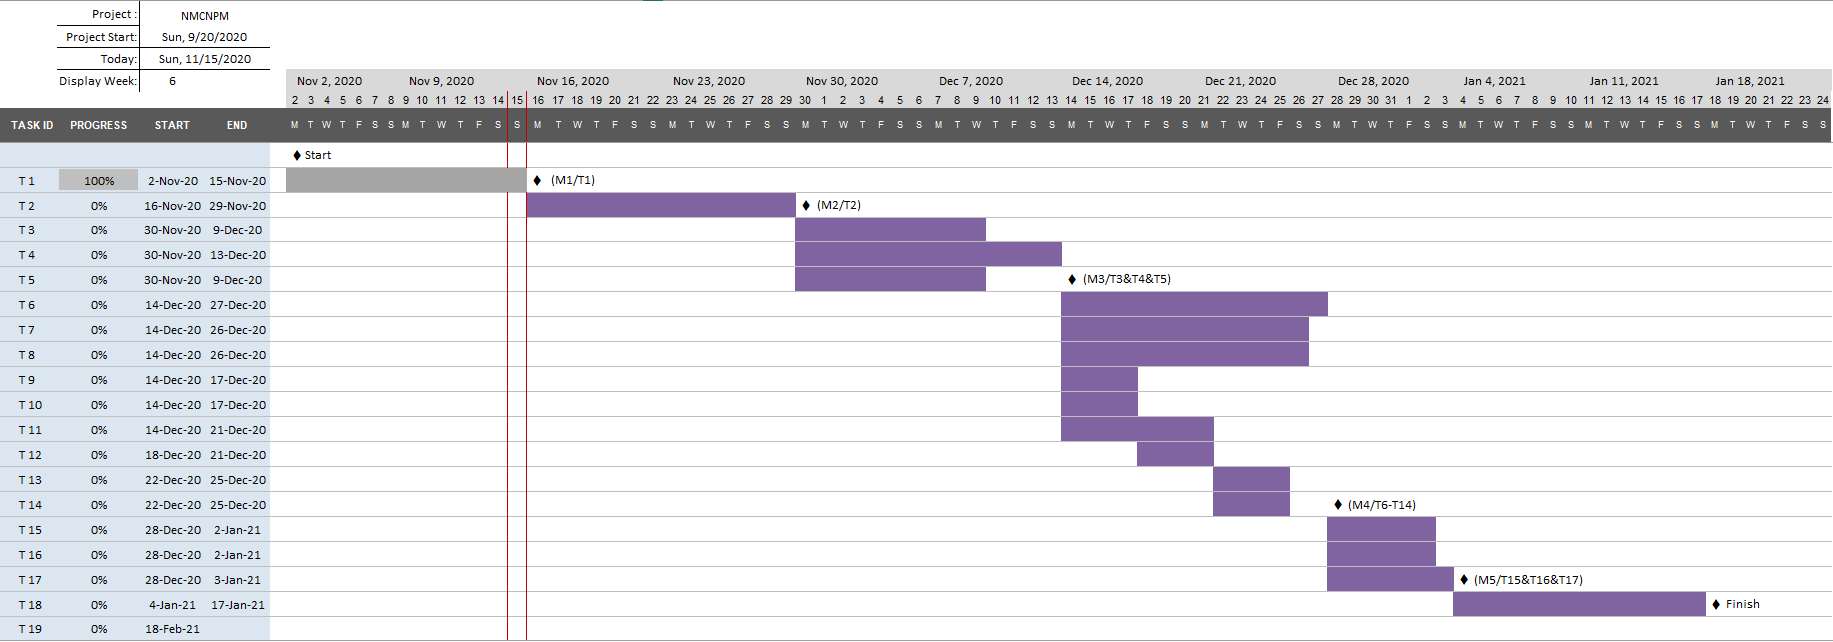 Project : NMCNPM
Project Start: Sun, 9/20/2020
Today: Sun, 11/15/2020
Display Week: 6
Nov 2, 2020 Nov 9, 2020 Nov 16, 2020 Nov 23, 2020 Nov 30, 2020 Dec 7, 2020 Dec 14, 2020 Dec 21, 2020 Dec 28, 2020 Jan 4, 2021 Jan 11, 2021 Jan 18, 2021
2 3 4 5 6 7 8 9 10 11 12 13 14 15 16 17 18 19 20 21 22 23 24 25 26 27 28 29 30 1 2 3 4 5 6 7 8 9 10 11 12 13 14 15 16 17 18 19 20 21 22 23 24 25 26 27 28 29 30 31 1 2 3 4 5 6 7 8 9 10 11 12 13 14 15 16 17 18 19 20 21 22 23 24
TASK ID PROGRESS START END M T W T F S S M T W T F S S M T W T F S S M T W T F S S M T W T F S S M T W T F S S M T W T F S S M T W T F S S M T W T F S S M T W T F S S M T W T F S S M T W T F S S
Start
T 1 100% 2-Nov-20 15-Nov-20 (M1/T1)
T 2 0% 16-Nov-20 29-Nov-20 (M2/T2)
T 3 0% 30-Nov-20 9-Dec-20
T 4 0% 30-Nov-20 13-Dec-20
T 5 0% 30-Nov-20 9-Dec-20 (M3/T3&T4&T5)
T 6 0% 14-Dec-20 27-Dec-20
T 7 0% 14-Dec-20 26-Dec-20
T 8 0% 14-Dec-20 26-Dec-20
T 9 0% 14-Dec-20 17-Dec-20
T 10 0% 14-Dec-20 17-Dec-20
T 11 0% 14-Dec-20 21-Dec-20
T 12 0% 18-Dec-20 21-Dec-20
T 13 0% 22-Dec-20 25-Dec-20
T 14 0% 22-Dec-20 25-Dec-20 (M4/T6-T14)
T 15 0% 28-Dec-20 2-Jan-21
T 16 0% 28-Dec-20 2-Jan-21
T 17 0% 28-Dec-20 3-Jan-21 (M5/T15&T16&T17)
T 18 0% 4-Jan-21 17-Jan-21 Finish
T 19 0% 18-Feb-21